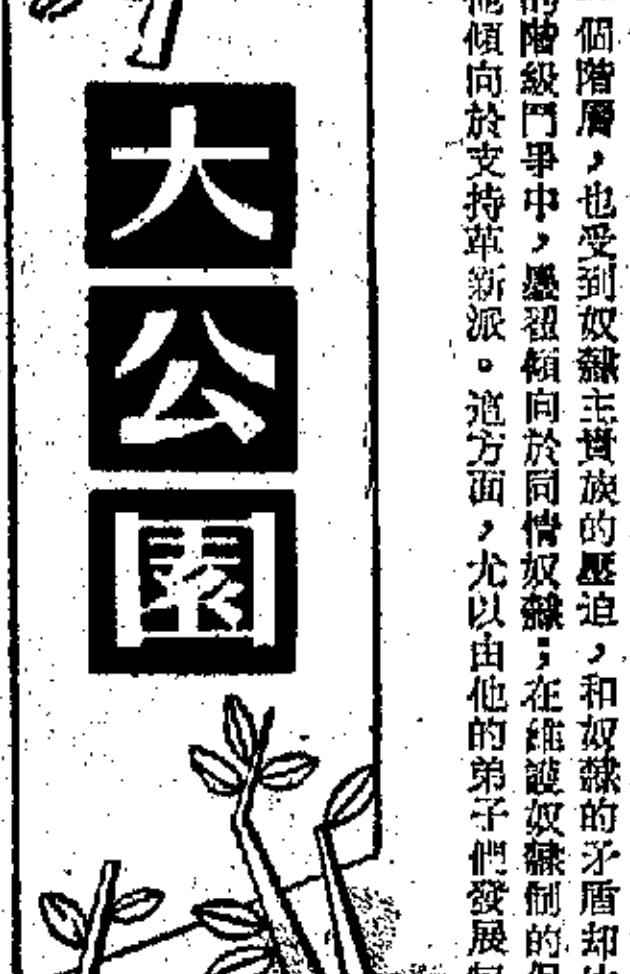 個階層，也受到奴隸主貴族的壓迫，和奴隸的矛盾却
的階級鬥爭中，墨翟傾向於同情奴隸；在維護奴隸制的
他傾向於支持革新派。這方面，尤以由他的弟子們發展
大公園